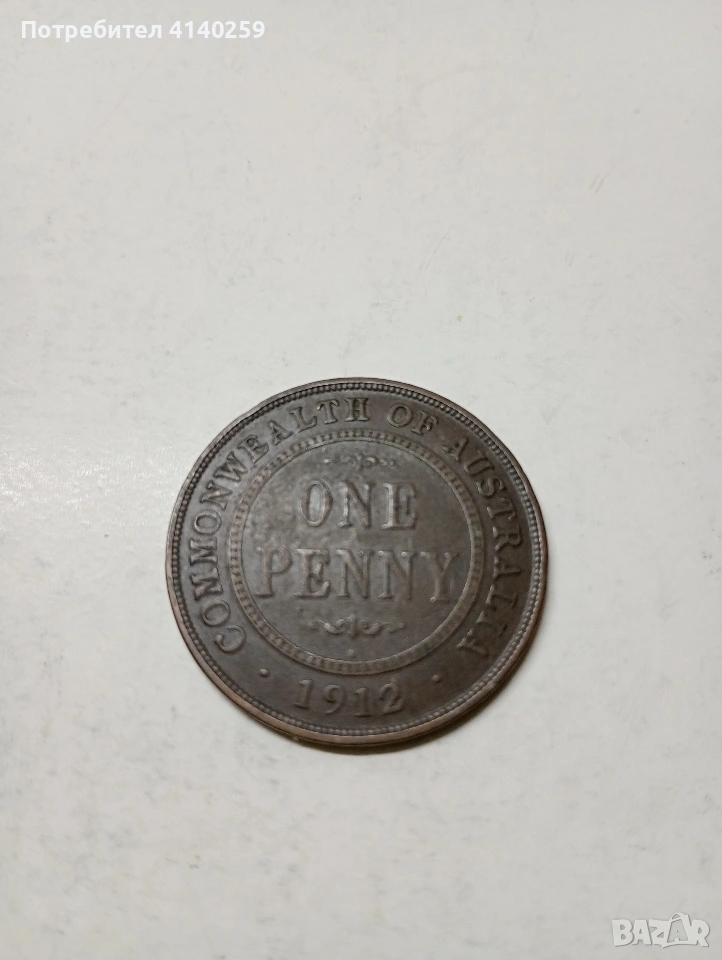 Потребител 4140259
COMMONWEALTH OF AUSTRALIA
ONE
PENNY
· 1912 ·
BAZAR